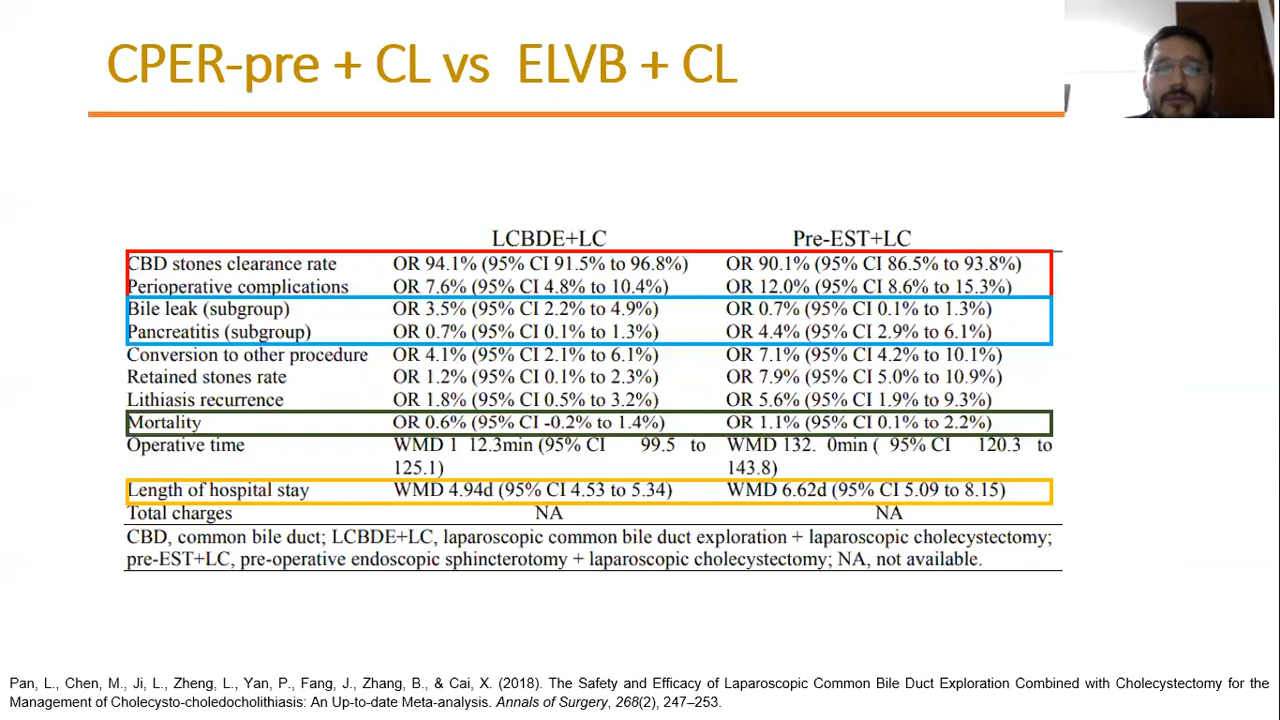 CPER-pre + CL vs ELVB + CL
LCBDE+LC Pre-EST+LC
CBD stones clearance rate OR 94.1% (95% CI 91.5% to 96.8%) OR 90.1% (95% CI 86.5% to 93.8%)
Perioperative complications OR 7.6% (95% CI 4.8% to 10.4%) OR 12.0% (95% CI 8.6% to 15.3%)
Bile leak (subgroup) OR 3.5% (95% CI 2.2% to 4.9%) OR 0.7% (95% CI 0.1% to 1.3%)
Pancreatitis (subgroup) OR 0.7% (95% CI 0.1% to 1.3%) OR 4.4% (95% CI 2.9% to 6.1%)
Conversion to other procedure OR 4.1% (95% CI 2.1% to 6.1%) OR 7.1% (95% CI 4.2% to 10.1%)
Retained stones rate OR 1.2% (95% CI 0.1% to 2.3%) OR 7.9% (95% CI 5.0% to 10.9%)
Lithiasis recurrence OR 1.8% (95% CI 0.5% to 3.2%) OR 5.6% (95% CI 1.9% to 9.3%)
Mortality OR 0.6% (95% CI -0.2% to 1.4%) OR 1.1% (95% CI 0.1% to 2.2%)
Operative time WMD 1 12.3min (95% CI 99.5 to WMD 132. 0min ( 95% CI 120.3 to
125.1) 143.8)
Length of hospital stay WMD 4.94d (95% CI 4.53 to 5.34) WMD 6.62d (95% CI 5.09 to 8.15)
Total charges NA NA
CBD, common bile duct; LCBDE+LC, laparoscopic common bile duct exploration + laparoscopic cholecystectomy;
pre-EST+LC, pre-operative endoscopic sphincterotomy + laparoscopic cholecystectomy; NA, not available.
Pan, L., Chen, M., Ji, L., Zheng, L., Yan, P., Fang, J., Zhang, B., & Cai, X. (2018). The Safety and Efficacy of Laparoscopic Common Bile Duct Exploration Combined with Cholecystectomy for the
Management of Cholecysto-choledocholithiasis: An Up-to-date Meta-analysis. Annals of Surgery, 268(2), 247–253.